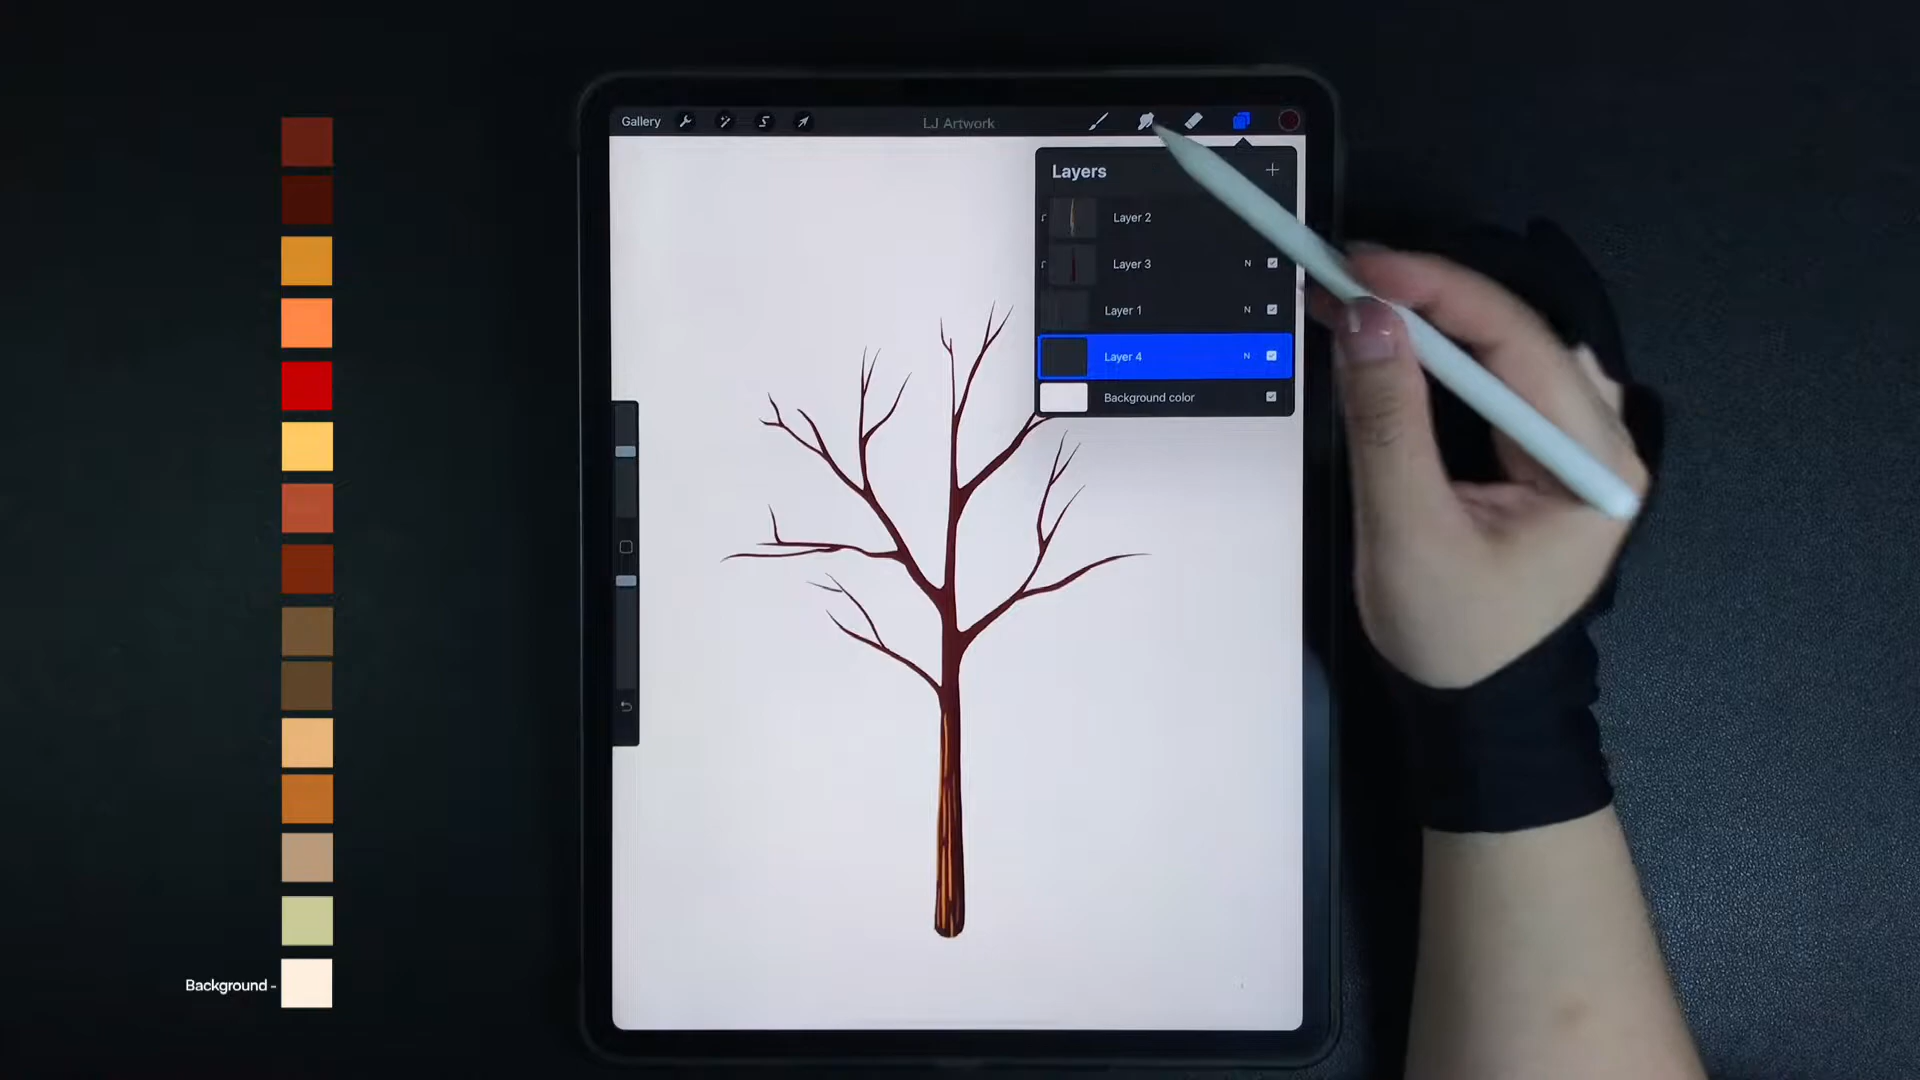 Gallery
LJ Artwork
Layers
Layer 2
Layer 3 N
Layer 1 N
Layer 4 N
Background color
Background -